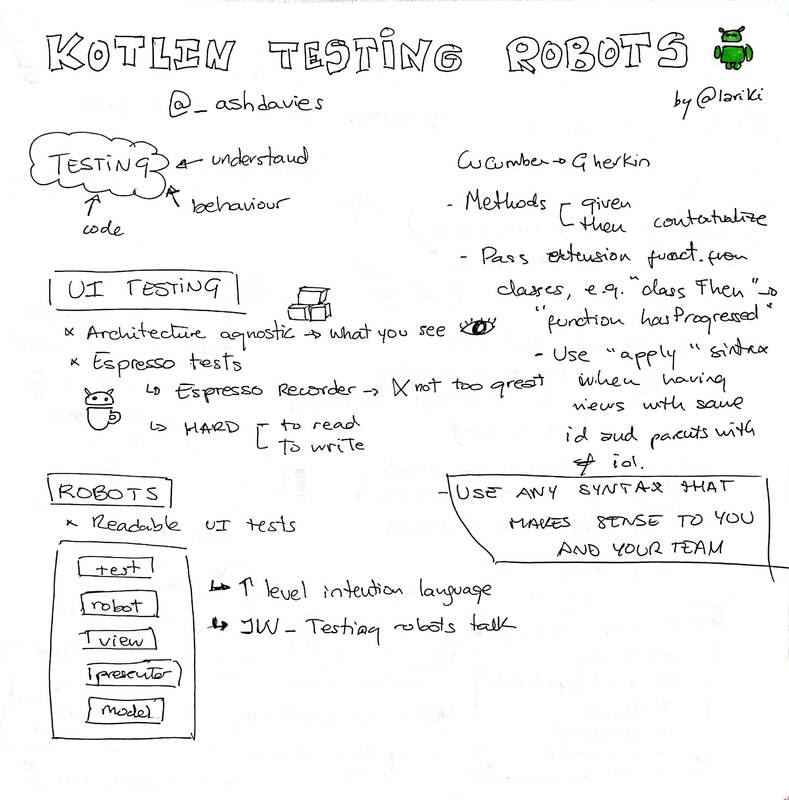 KOTLIN TESTING ROBOTS
@_ashdavies
by @lariki
TESTING
understand
behaviour
code
UI TESTING
x Architecture agnostic → what you see
x Espresso tests
↳ Espresso Recorder → X not too great
↳ HARD [ to read
to write
ROBOTS
x Readable UI tests
test
robot
view
presenter
model
↳ ↑ level intention language
↳ JW - Testing robots talk
Cucumber → Gherkin
- Methods [ given
then contextualize
- Pass extension funct. from
classes, e.g. "class Then" →
"function hasProgressed"
- Use "apply" sintax
when having
views with same
id and parents with
≠ id.
- USE ANY SYNTAX THAT
MAKES SENSE TO YOU
AND YOUR TEAM